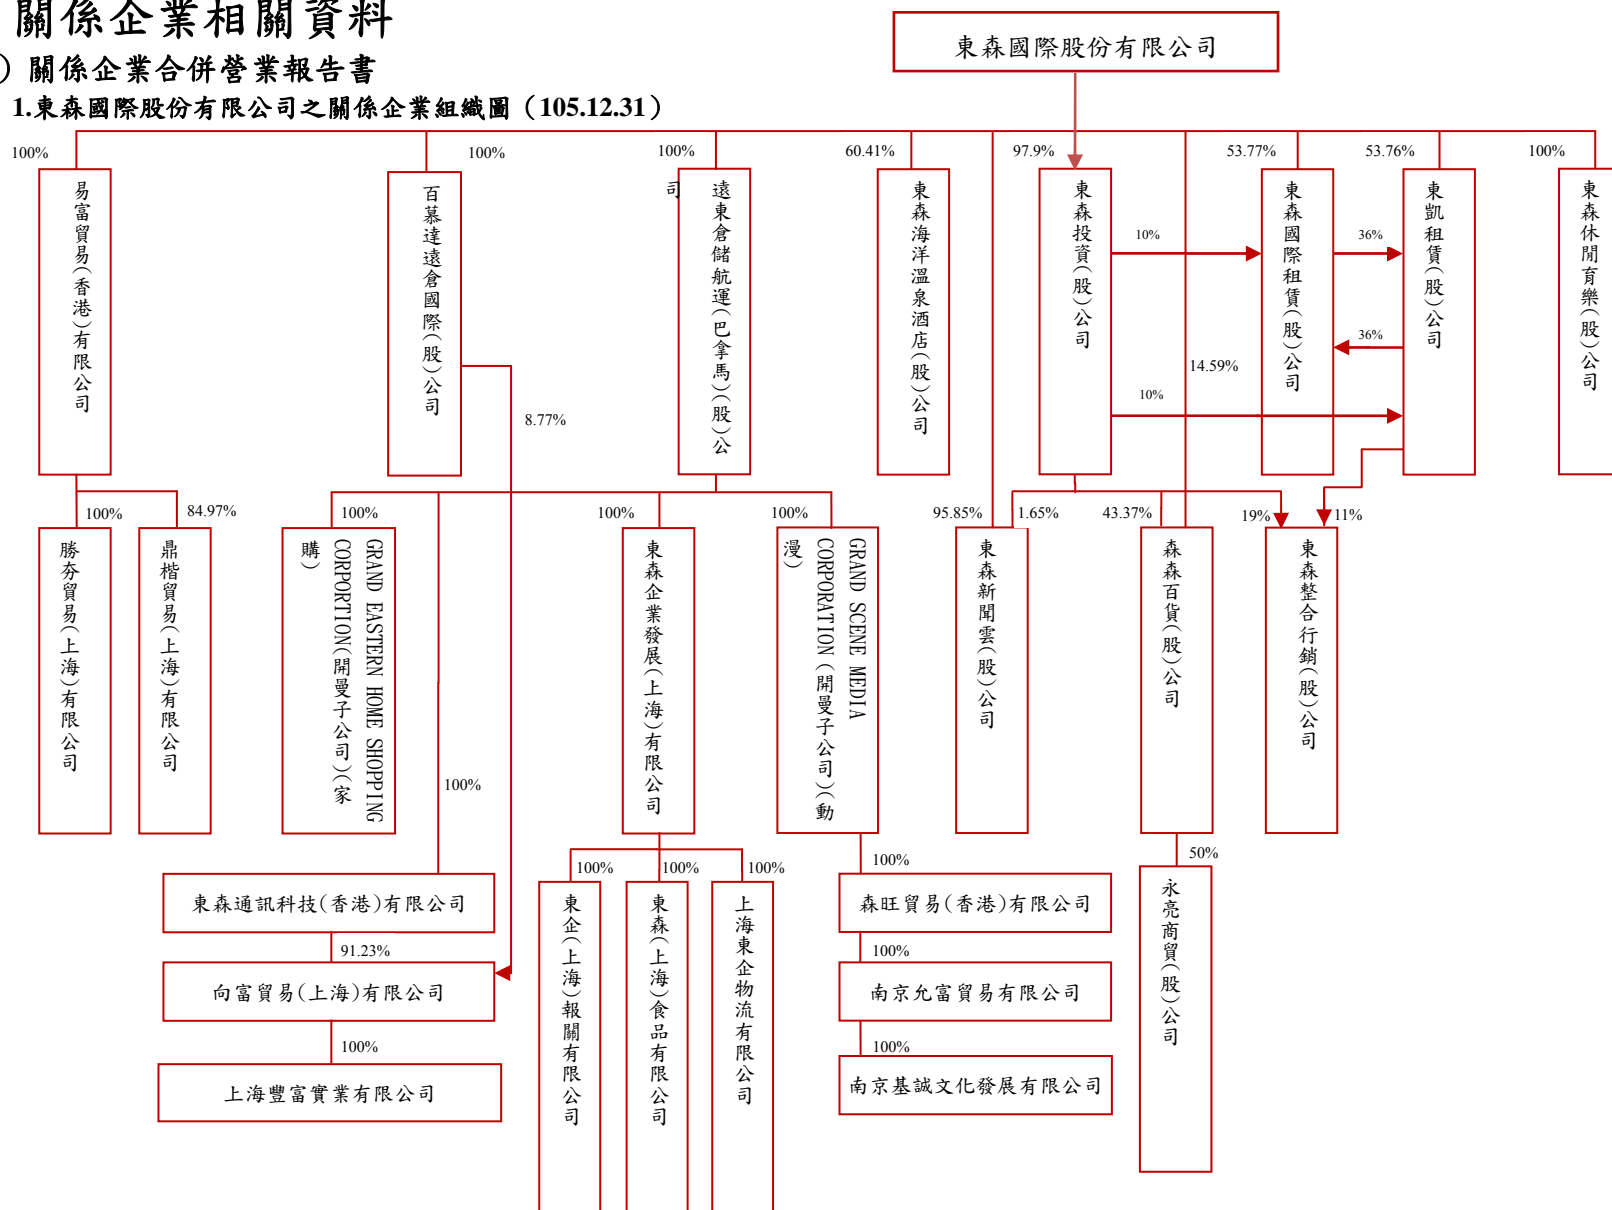 關係企業相關資料
）關係企業合併營業報告書
1.東森國際股份有限公司之關係企業組織圖（105.12.31）
東森國際股份有限公司
100%
100%
100%
60.41%
97.9%
53.77%
53.76%
100%
易富貿易(香港)有限公司
百慕達遠倉國際(股)公司
遠東倉儲航運(巴拿馬)(股)公
司
東森海洋溫泉酒店(股)公司
東森投資(股)公司
東森國際租賃(股)公司
東凱租賃(股)公司
東森休閒育樂(股)公司
10%
36%
36%
14.59%
10%
8.77%
100%
84.97%
100%
100%
100%
95.85%
1.65%
43.37%
19%
11%
勝夯貿易(上海)有限公司
鼎楷貿易(上海)有限公司
GRAND EASTERN HOME SHOPPING
CORPORTION(開曼子公司)(家
購)
東森企業發展(上海)有限公司
GRAND SCENE MEDIA
CORPORATION (開曼子公司)(動
漫)
東森新聞雲(股)公司
森森百貨(股)公司
東森整合行銷(股)公司
100%
100%
100%
100%
100%
50%
東森通訊科技(香港)有限公司
91.23%
向富貿易(上海)有限公司
100%
上海豐富實業有限公司
東企(上海)報關有限公司
東森(上海)食品有限公司
上海東企物流有限公司
森旺貿易(香港)有限公司
100%
南京允富貿易有限公司
100%
南京基誠文化發展有限公司
永亮商貿(股)公司